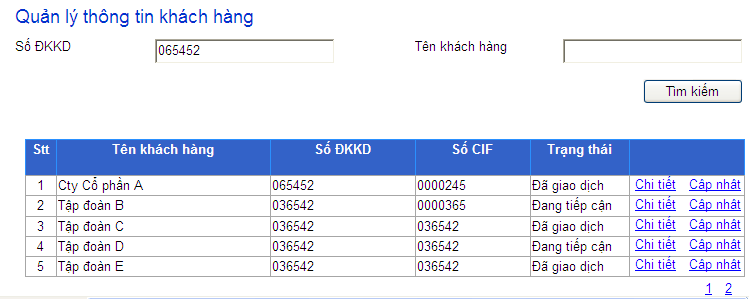 Quản lý thông tin khách hàng
Số ĐKKD 065452 Tên khách hàng
Tìm kiếm
Stt Tên khách hàng Số ĐKKD Số CIF Trạng thái
1 Cty Cổ phần A 065452 0000245 Đã giao dịch Chi tiết Cập nhật
2 Tập đoàn B 036542 0000365 Đang tiếp cận Chi tiết Cập nhật
3 Tập đoàn C 036542 036542 Đã giao dịch Chi tiết Cập nhật
4 Tập đoàn D 036542 036542 Đang tiếp cận Chi tiết Cập nhật
5 Tập đoàn E 036542 036542 Đã giao dịch Chi tiết Cập nhật
1 2